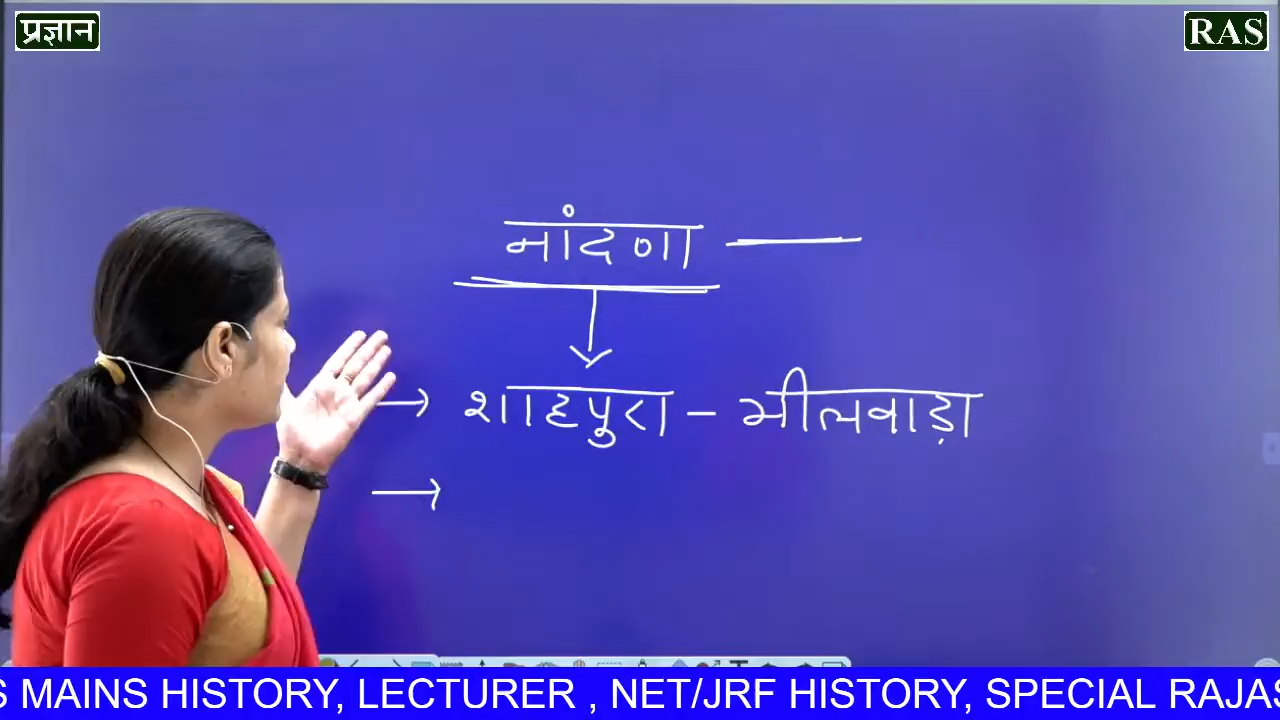 प्रज्ञान
RAS
नांदणा —
→ शाहपुरा – भीलवाड़ा
→
S MAINS HISTORY, LECTURER , NET/JRF HISTORY, SPECIAL RAJAS